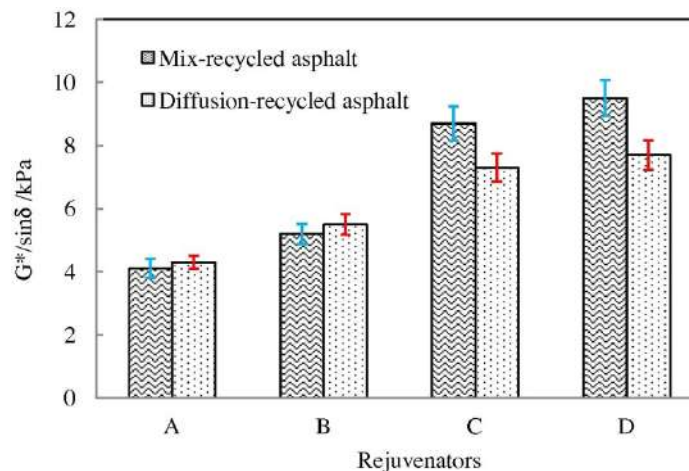 12
Mix-recycled asphalt
Diffusion-recycled asphalt
10
8
6
4
2
0
G*/sinδ /kPa
A B C D
Rejuvenators